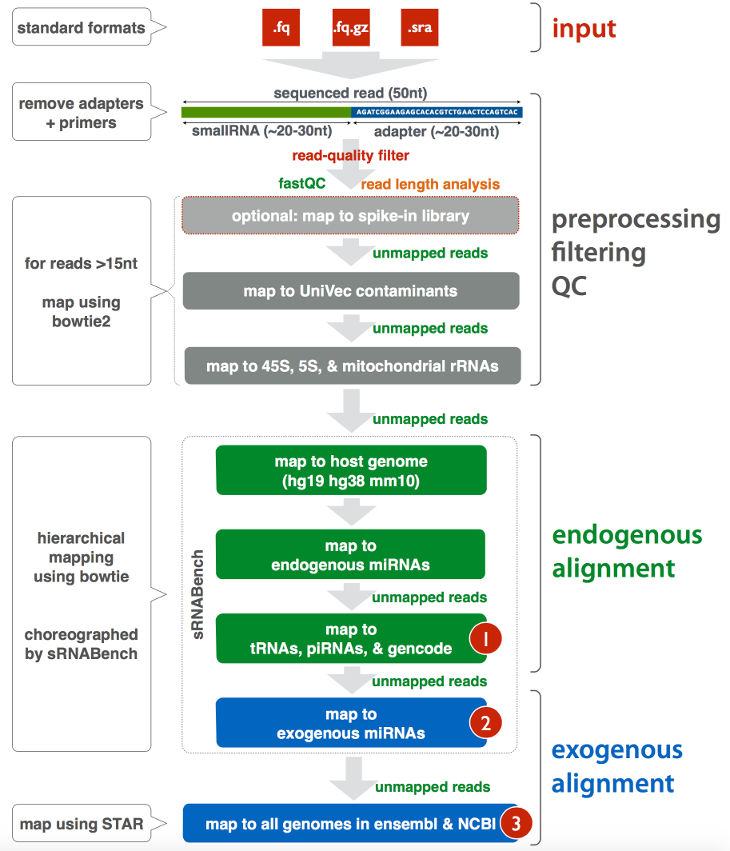 standard formats
.fq
.fq.gz
.sra
input
remove adapters
+ primers
sequenced read (50nt)
AGATCGGAAGAGCACACGTCTGAACTCCAGTCAC
smallRNA (~20-30nt)
adapter (~20-30nt)
read-quality filter
fastQC
read length analysis
optional: map to spike-in library
unmapped reads
map to UniVec contaminants
unmapped reads
map to 45S, 5S, & mitochondrial rRNAs
for reads >15nt
map using
bowtie2
preprocessing
filtering
QC
unmapped reads
map to host genome
(hg19 hg38 mm10)
map to
endogenous miRNAs
unmapped reads
map to
tRNAs, piRNAs, & gencode
1
unmapped reads
map to
exogenous miRNAs
2
sRNABench
hierarchical
mapping
using bowtie
choreographed
by sRNABench
endogenous
alignment
exogenous
alignment
unmapped reads
map using STAR
map to all genomes in ensembl & NCBI
3